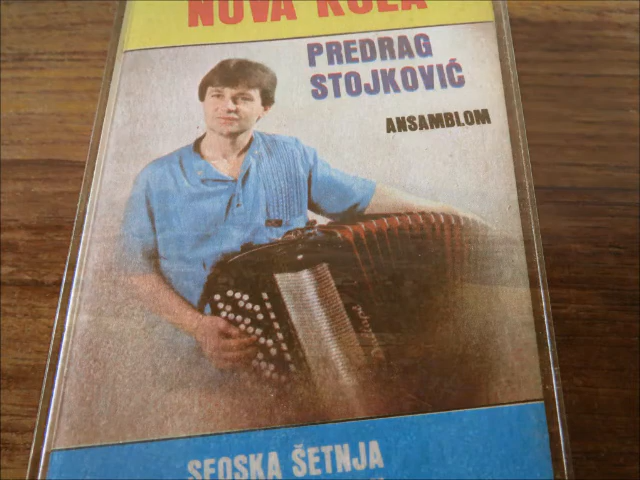 NOVA KOLA
PREDRAG
STOJKOVIĆ
ANSAMBLOM
SEOSKA ŠETNJA